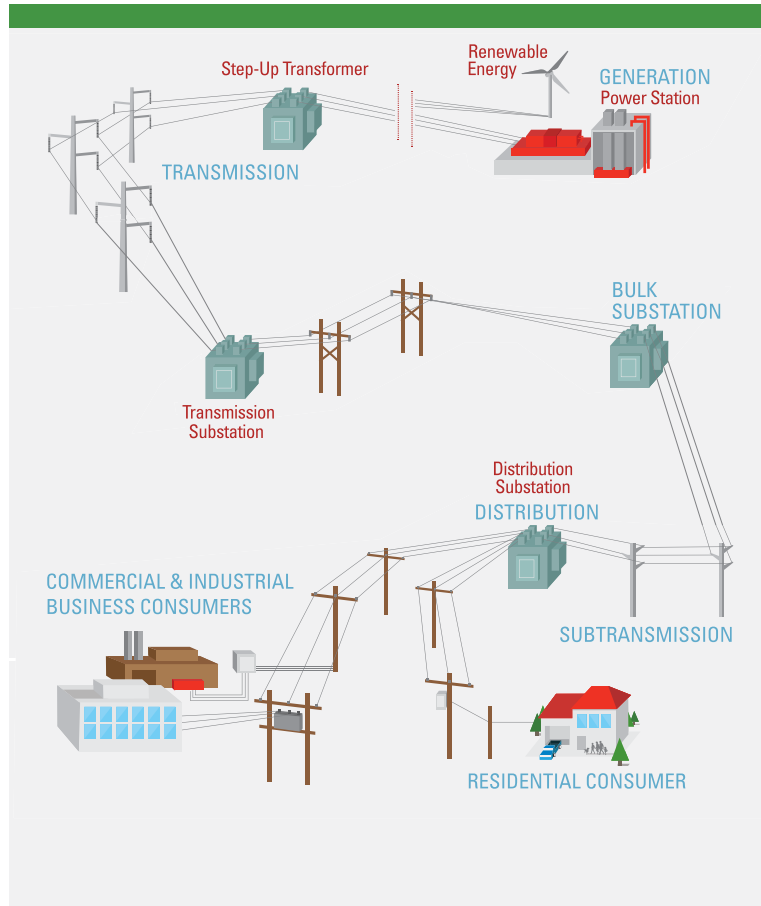 Renewable
Energy
Step-Up Transformer
GENERATION
Power Station
TRANSMISSION
BULK
SUBSTATION
Transmission
Substation
Distribution
Substation
DISTRIBUTION
COMMERCIAL & INDUSTRIAL
BUSINESS CONSUMERS
SUBTRANSMISSION
RESIDENTIAL CONSUMER